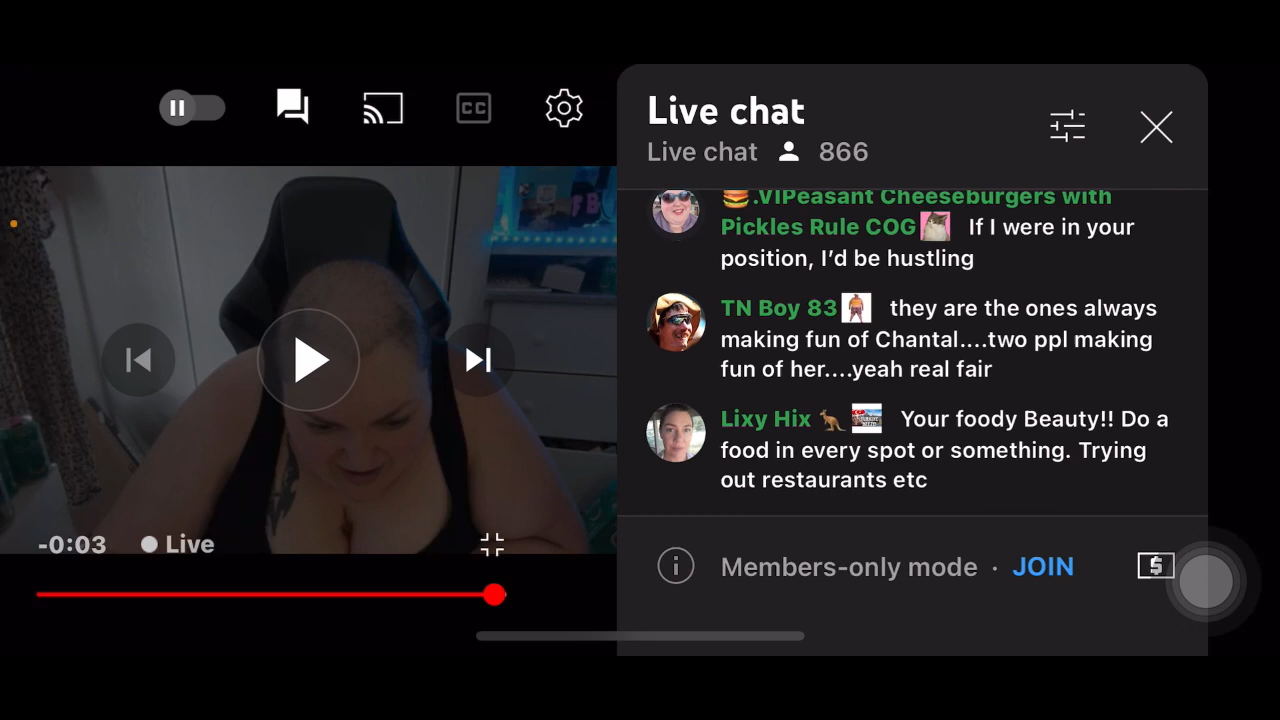 CC
Live chat
Live chat 866
.VIPeasant Cheeseburgers with
Pickles Rule COG If I were in your
position, I’d be hustling
TN Boy 83 they are the ones always
making fun of Chantal....two ppl making
fun of her....yeah real fair
Lixy Hix Your foody Beauty!! Do a
food in every spot or something. Trying
out restaurants etc
-0:03 Live
Members-only mode · JOIN
$